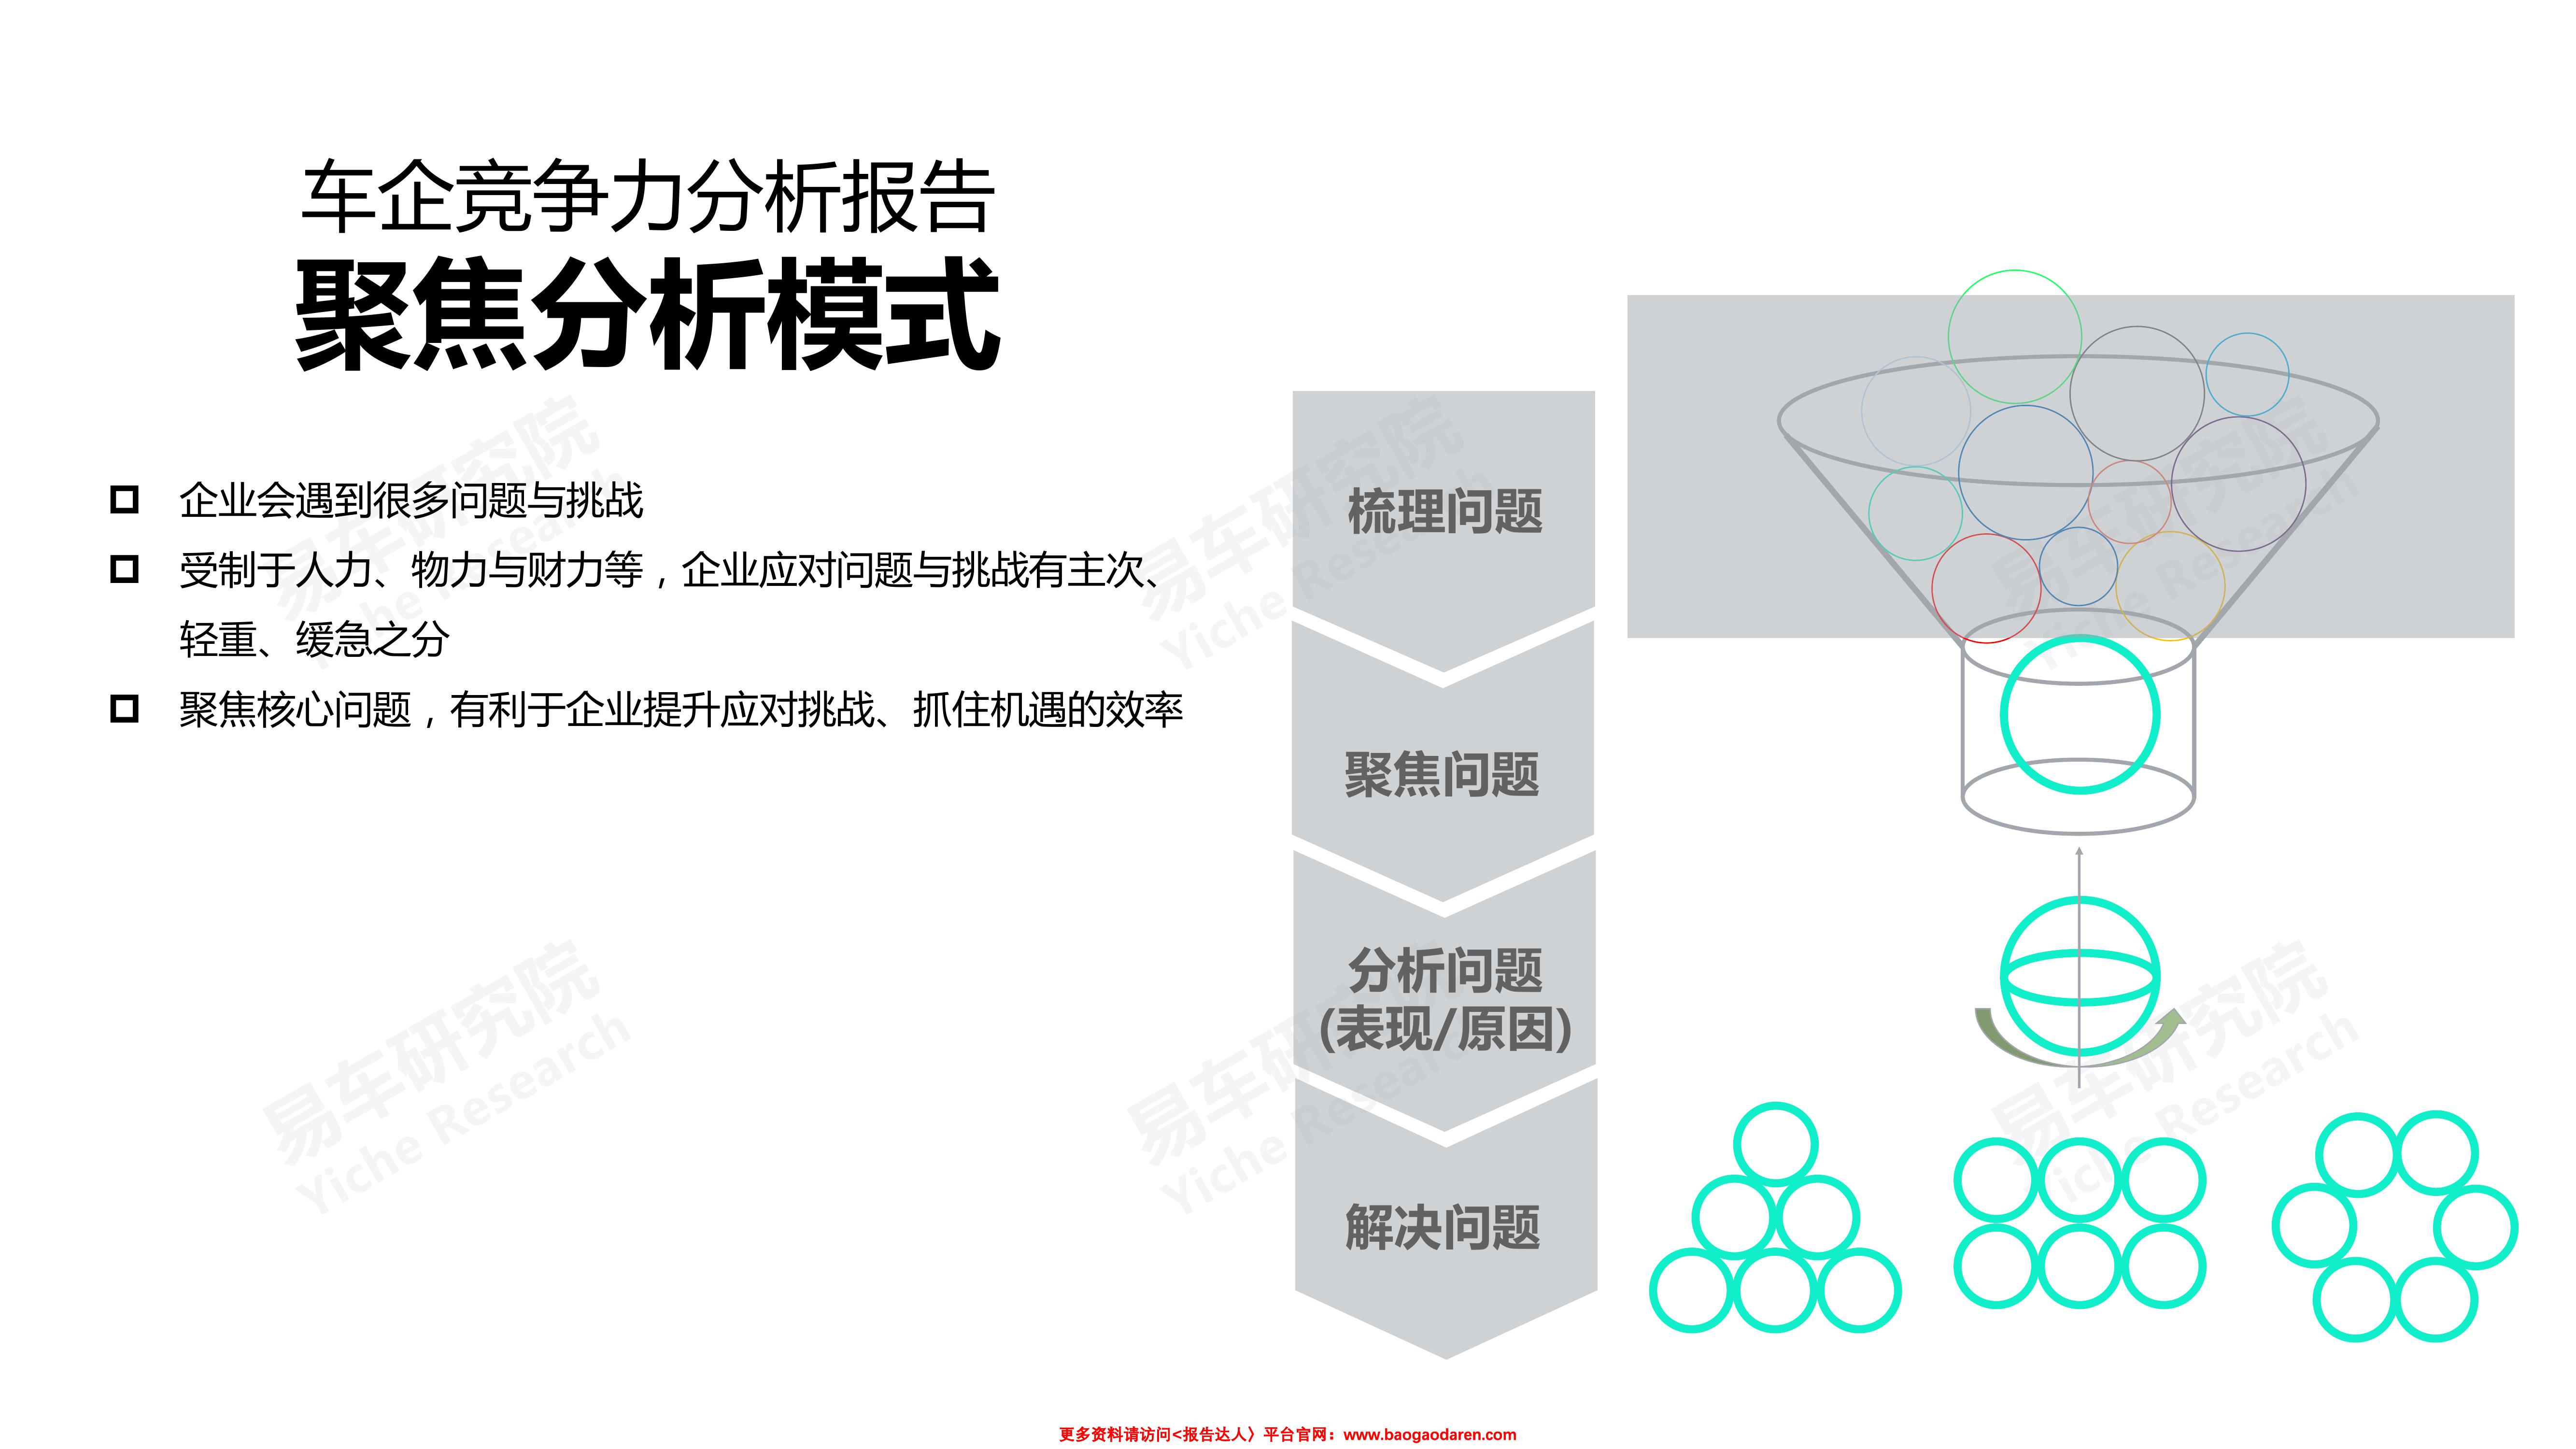 车企竞争力分析报告
聚焦分析模式
企业会遇到很多问题与挑战
受制于人力、物力与财力等，企业应对问题与挑战有主次、
轻重、缓急之分
聚焦核心问题，有利于企业提升应对挑战、抓住机遇的效率
梳理问题
聚焦问题
分析问题
(表现/原因)
解决问题
易车研究院
Yiche Research
易车研究院
Yiche Research
易车研究院
Yiche Research
易车研究院
Yiche Research
易车研究院
Yiche Research
易车研究院
Yiche Research
更多资料请访问<报告达人〉平台官网：www.baogaodaren.com